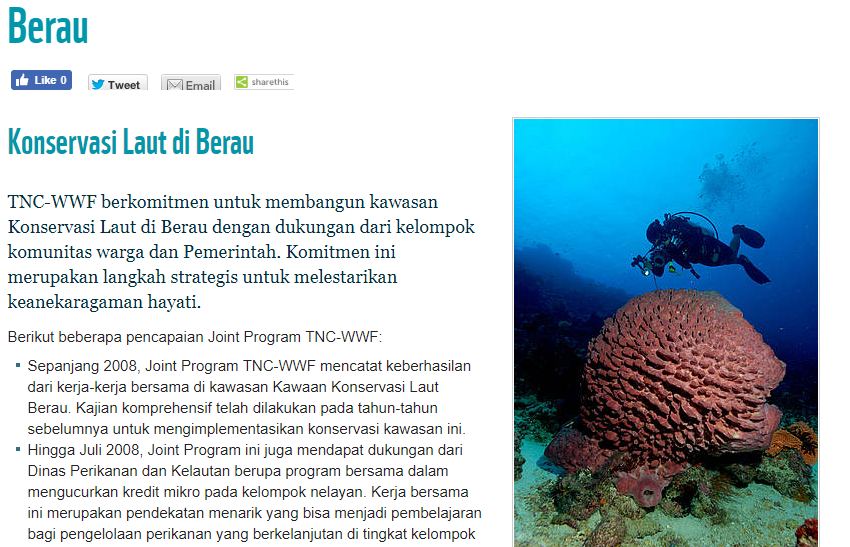 Berau
Like 0
Tweet
Email
sharethis
Konservasi Laut di Berau
TNC-WWF berkomitmen untuk membangun kawasan
Konservasi Laut di Berau dengan dukungan dari kelompok
komunitas warga dan Pemerintah. Komitmen ini
merupakan langkah strategis untuk melestarikan
keanekaragaman hayati.
Berikut beberapa pencapaian Joint Program TNC-WWF:
Sepanjang 2008, Joint Program TNC-WWF mencatat keberhasilan
dari kerja-kerja bersama di kawasan Kawaan Konservasi Laut
Berau. Kajian komprehensif telah dilakukan pada tahun-tahun
sebelumnya untuk mengimplementasikan konservasi kawasan ini.
Hingga Juli 2008, Joint Program ini juga mendapat dukungan dari
Dinas Perikanan dan Kelautan berupa program bersama dalam
mengucurkan kredit mikro pada kelompok nelayan. Kerja bersama
ini merupakan pendekatan menarik yang bisa menjadi pembelajaran
bagi pengelolaan perikanan yang berkelanjutan di tingkat kelompok